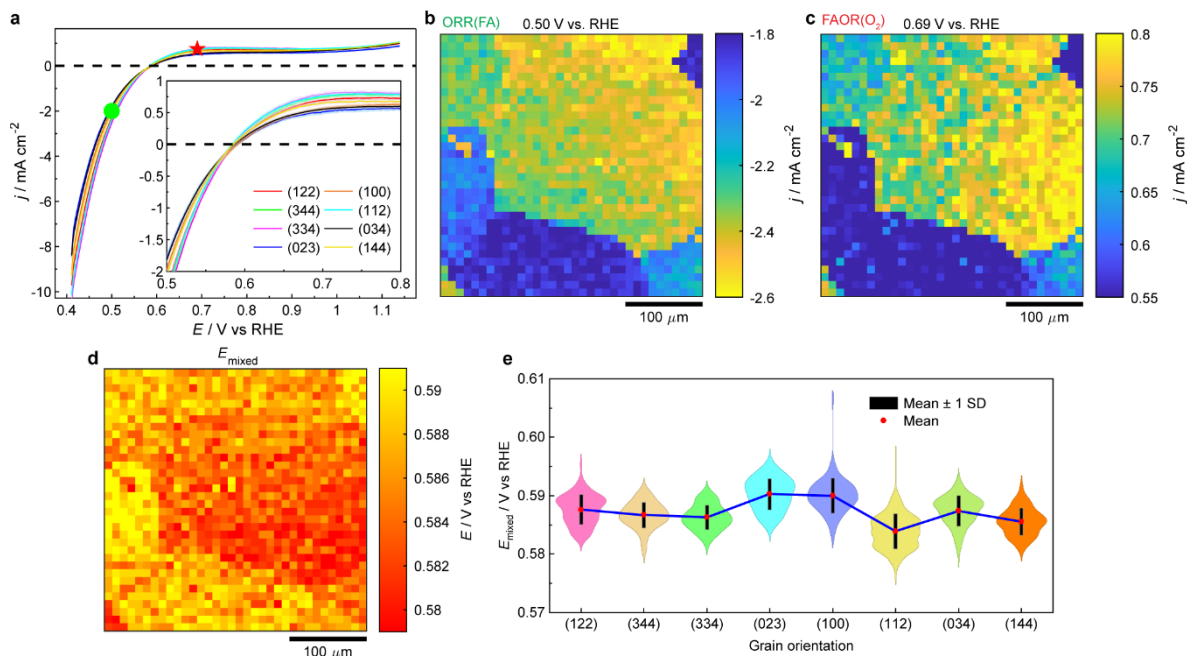 a
j / mA cm⁻²
0
-2
-4
-6
-8
-10
0.4 0.5 0.6 0.7 0.8 0.9 1 1.1
E / V vs RHE
1
0.5
0
-0.5
-1
-1.5
-2
0.5 0.6 0.7 0.8
(122) (100)
(344) (112)
(334) (034)
(023) (144)
b
ORR(FA) 0.50 V vs. RHE
-1.8
-2
-2.2
-2.4
-2.6
j / mA cm⁻²
100 μm
c
FAOR(O₂) 0.69 V vs. RHE
0.8
0.75
0.70
0.65
0.60
0.55
j / mA cm⁻²
100 μm
d
E mixed
0.59
0.588
0.586
0.584
0.582
0.58
E / V vs RHE
100 μm
e
E mixed / V vs RHE
0.61
0.60
0.59
0.58
0.57
Mean ± 1 SD
Mean
(122) (344) (334) (023) (100) (112) (034) (144)
Grain orientation